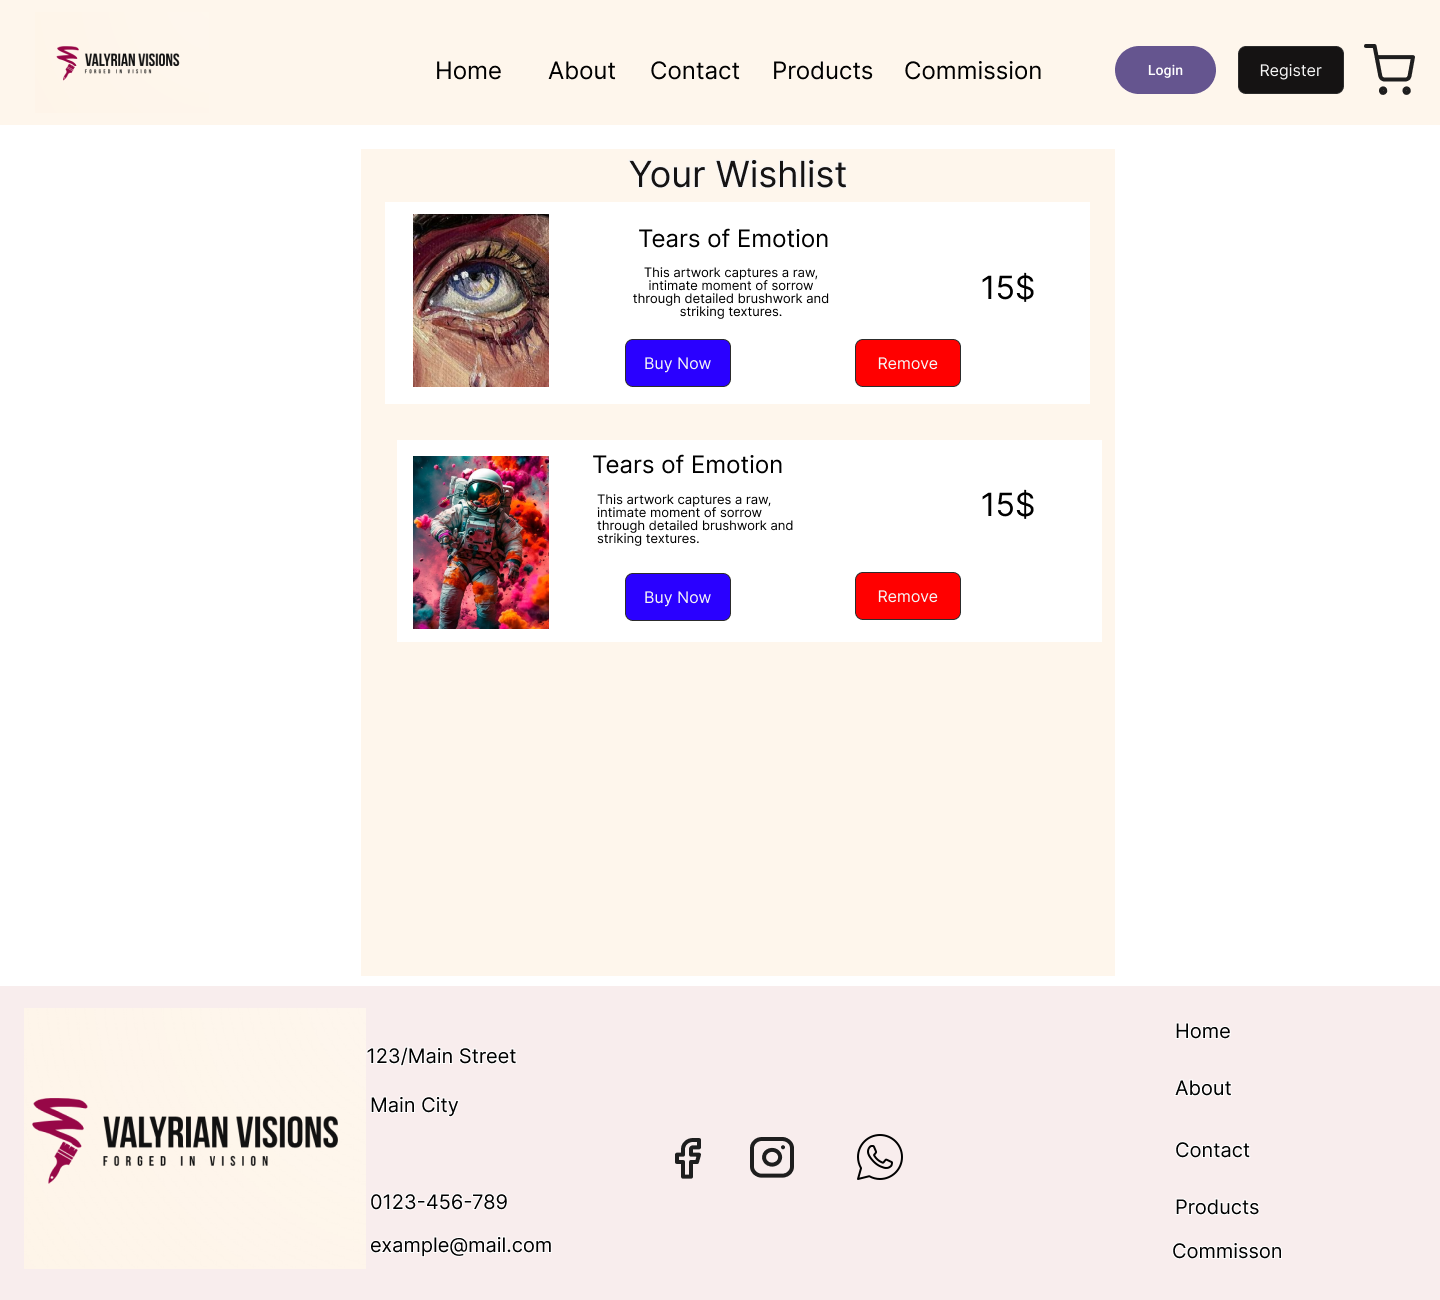 VALYRIAN VISIONS
FORGED IN VISION
Home
About
Contact
Products
Commission
Login
Register
Your Wishlist
Tears of Emotion
This artwork captures a raw,
intimate moment of sorrow
through detailed brushwork and
striking textures.
15$
Buy Now
Remove
Tears of Emotion
This artwork captures a raw,
intimate moment of sorrow
through detailed brushwork and
striking textures.
15$
Buy Now
Remove
VALYRIAN VISIONS
FORGED IN VISION
123/Main Street
Main City
0123-456-789
example@mail.com
Home
About
Contact
Products
Commisson